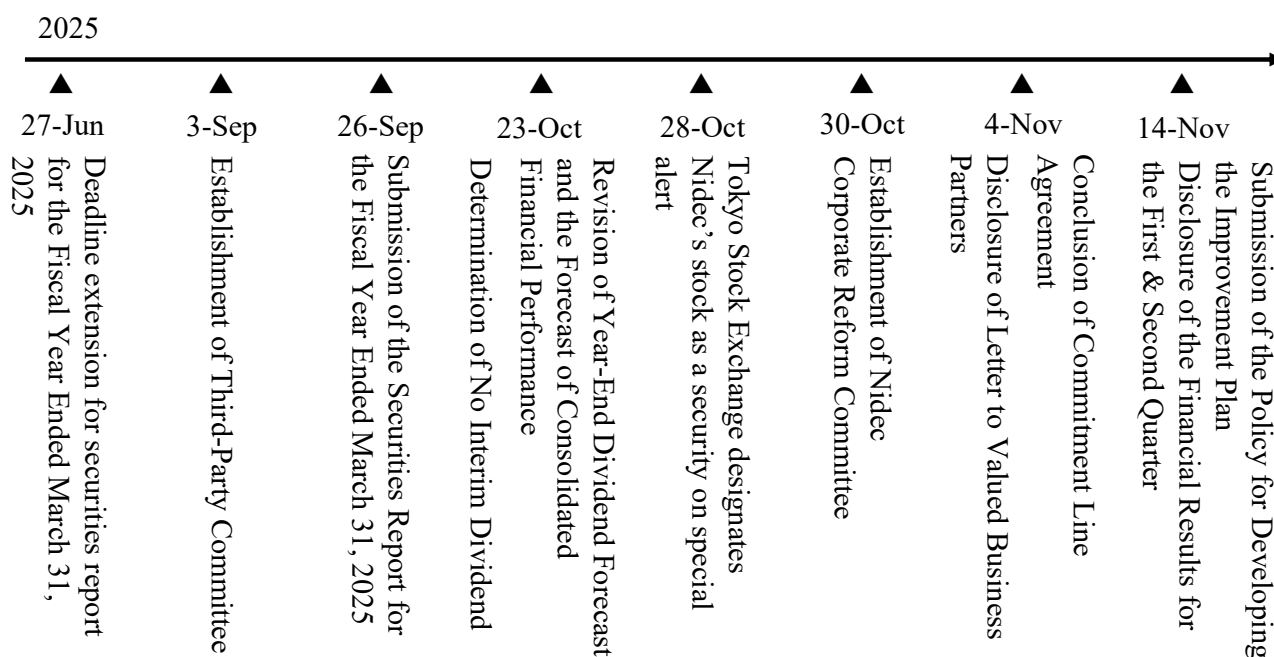 2025
27-Jun
Deadline extension for securities report
for the Fiscal Year Ended March 31,
2025
3-Sep
Establishment of Third-Party Committee
26-Sep
Submission of the Securities Report for
the Fiscal Year Ended March 31, 2025
23-Oct
Revision of Year-End Dividend Forecast
and the Forecast of Consolidated
Financial Performance
Determination of No Interim Dividend
28-Oct
Tokyo Stock Exchange designates
Nidec’s stock as a security on special
alert
30-Oct
Establishment of Nidec
Corporate Reform Committee
4-Nov
Conclusion of Commitment Line
Agreement
Disclosure of Letter to Valued Business
Partners
14-Nov
Submission of the Policy for Developing
the Improvement Plan
Disclosure of the Financial Results for
the First & Second Quarter